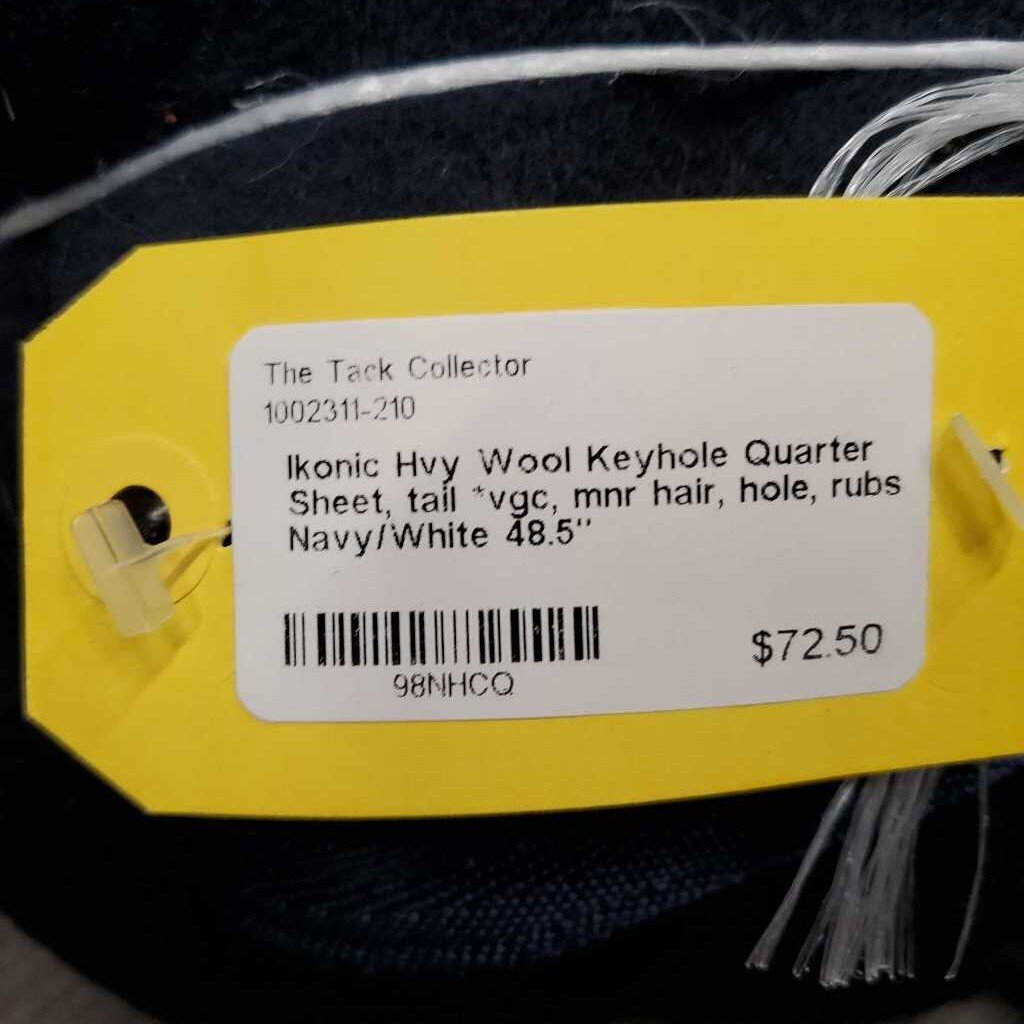 The Tack Collector
1002311-210
Ikonic Hvy Wool Keyhole Quarter
Sheet, tail *vgc, mnr hair, hole, rubs
Navy/White 48.5"
98NHCQ
$72.50